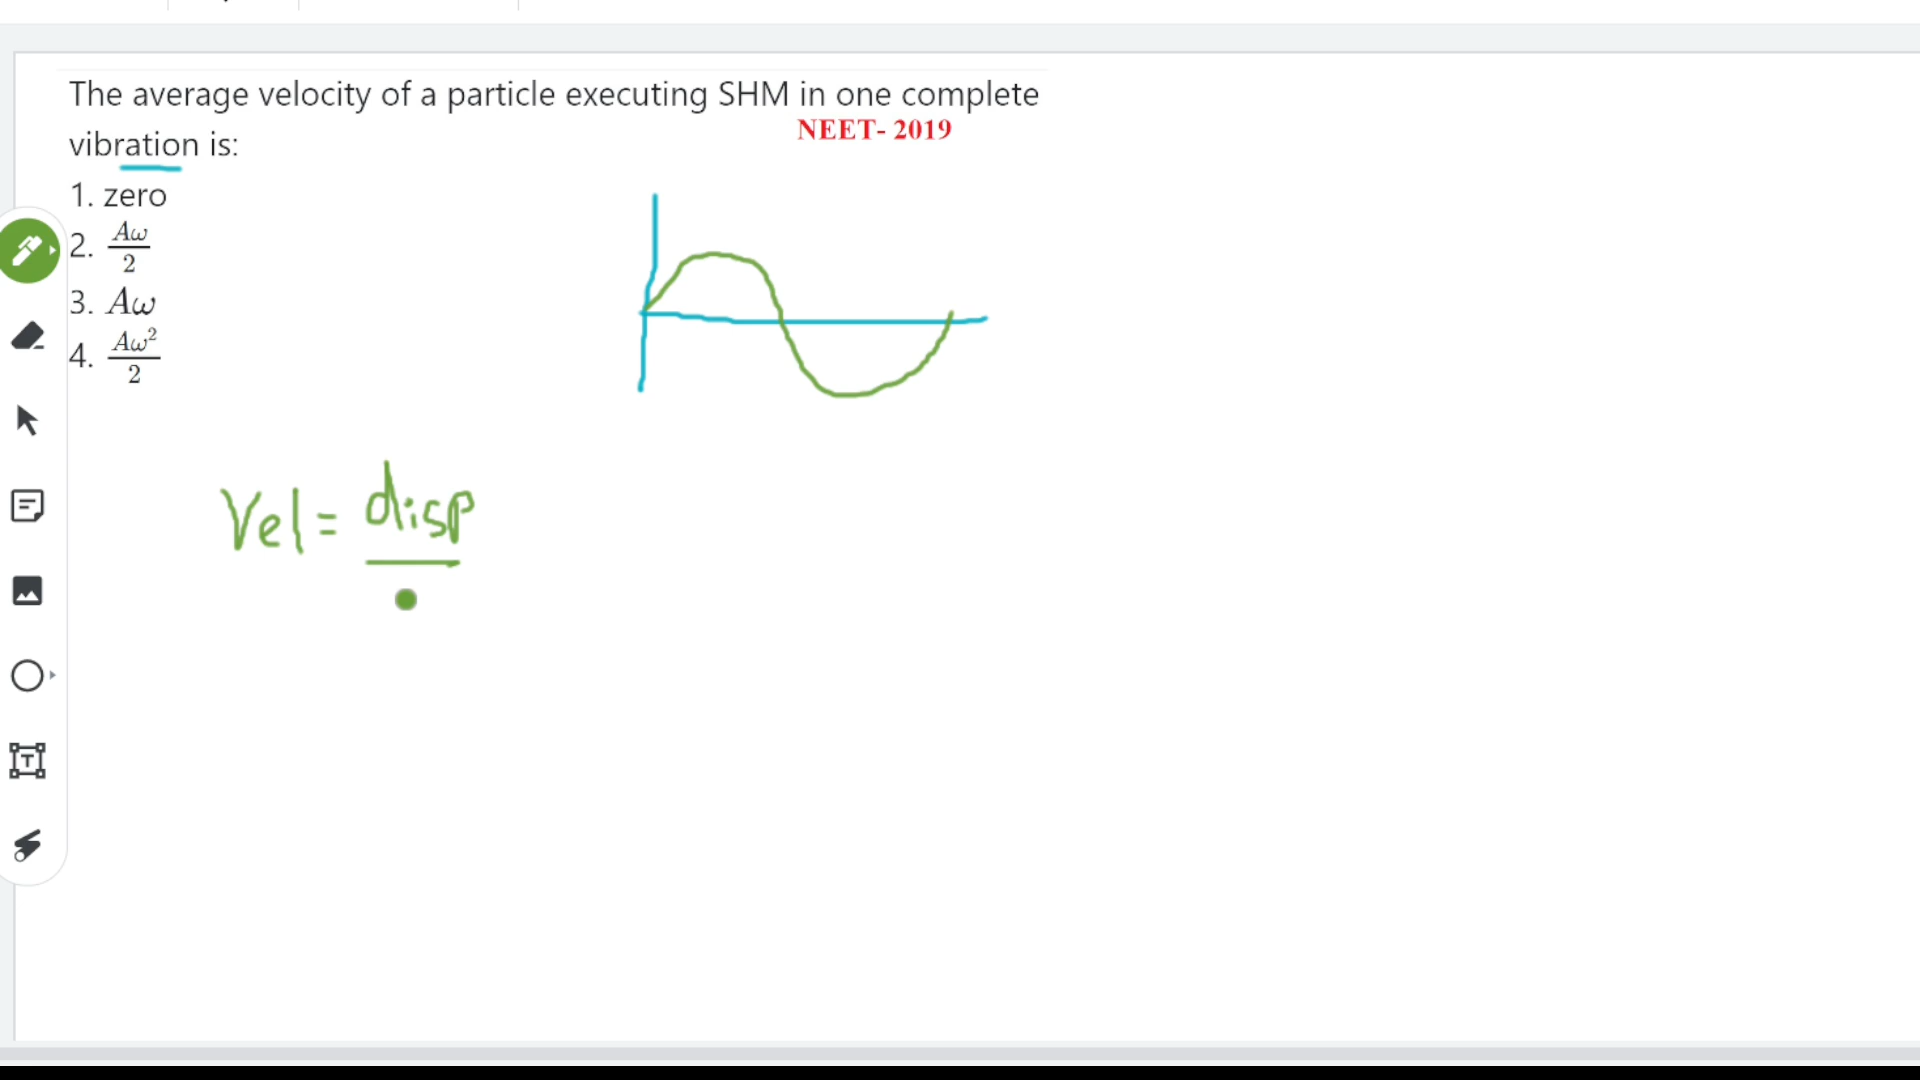 The average velocity of a particle executing SHM in one complete
NEET- 2019
vibration is:
1. zero
2. Aω/2
3. Aω
4. Aω²/2
Vel = disp